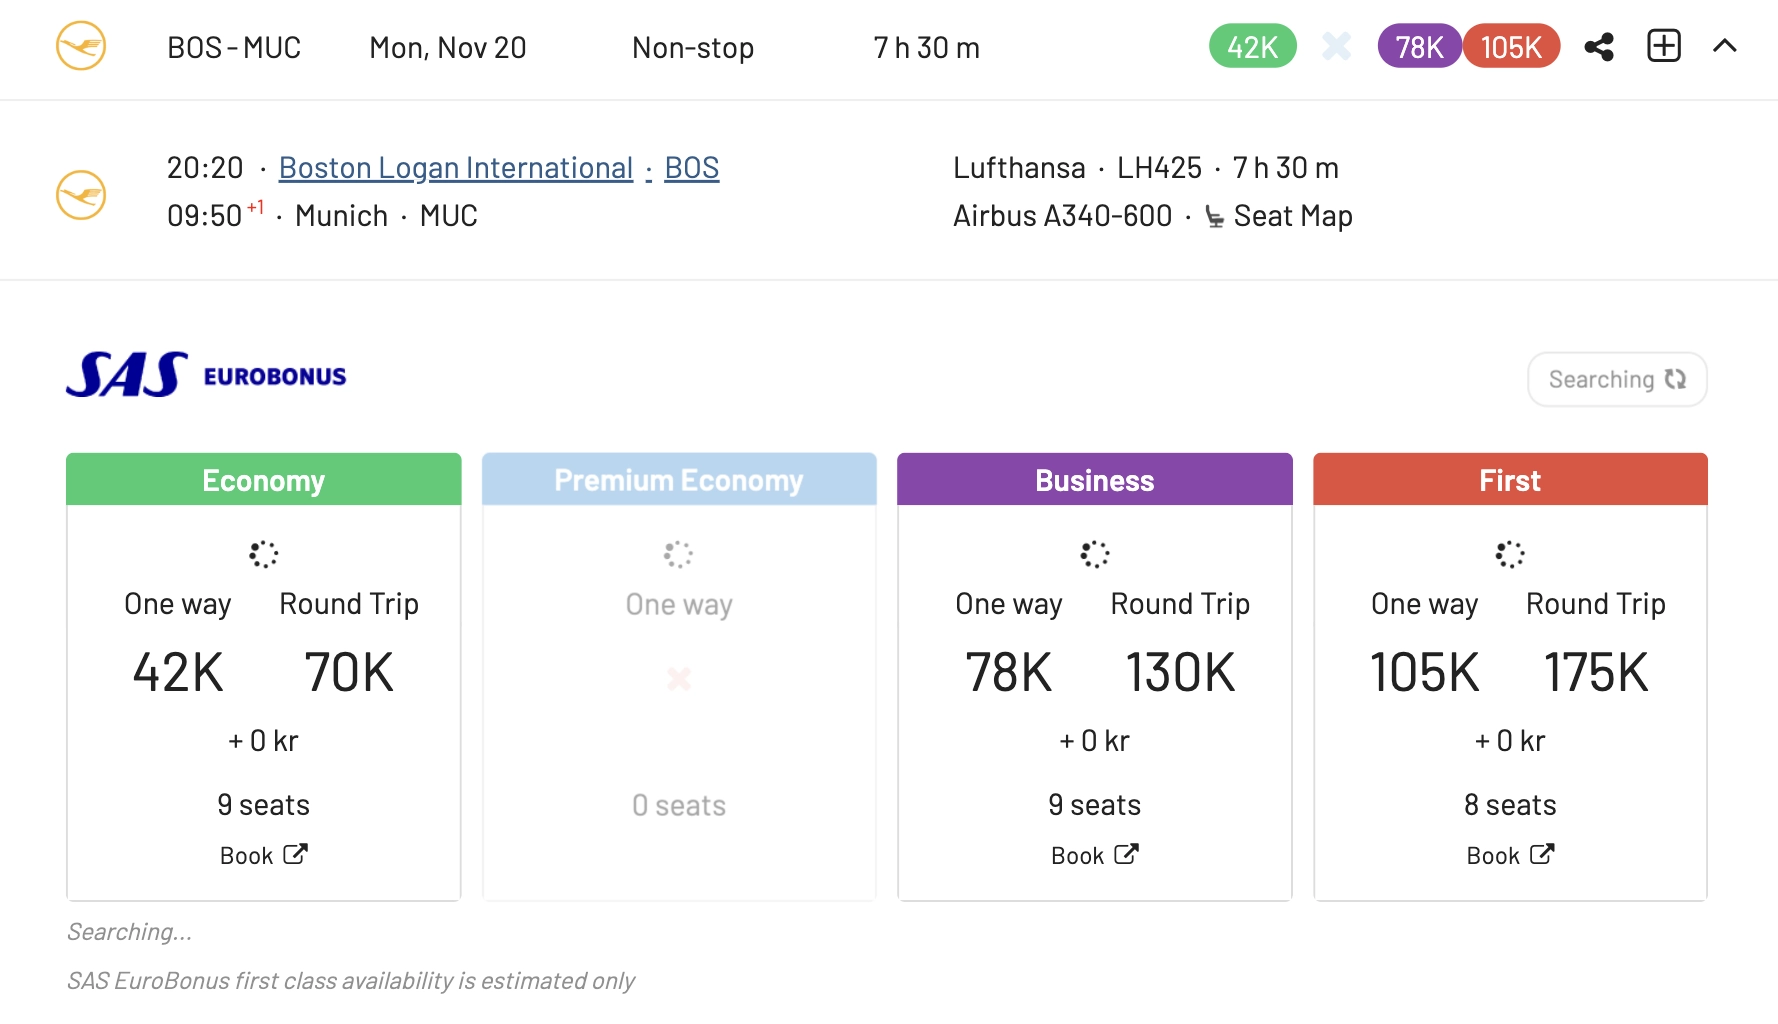 BOS - MUC Mon, Nov 20 Non-stop 7 h 30 m 42K 78K 105K
20:20 · Boston Logan International · BOS
09:50 +1 · Munich · MUC
Lufthansa · LH425 · 7 h 30 m
Airbus A340-600 · Seat Map
SAS EUROBONUS
Searching
Economy
One way Round Trip
42K 70K
+ 0 kr
9 seats
Book
Premium Economy
One way
0 seats
Business
One way Round Trip
78K 130K
+ 0 kr
9 seats
Book
First
One way Round Trip
105K 175K
+ 0 kr
8 seats
Book
Searching...
SAS EuroBonus first class availability is estimated only